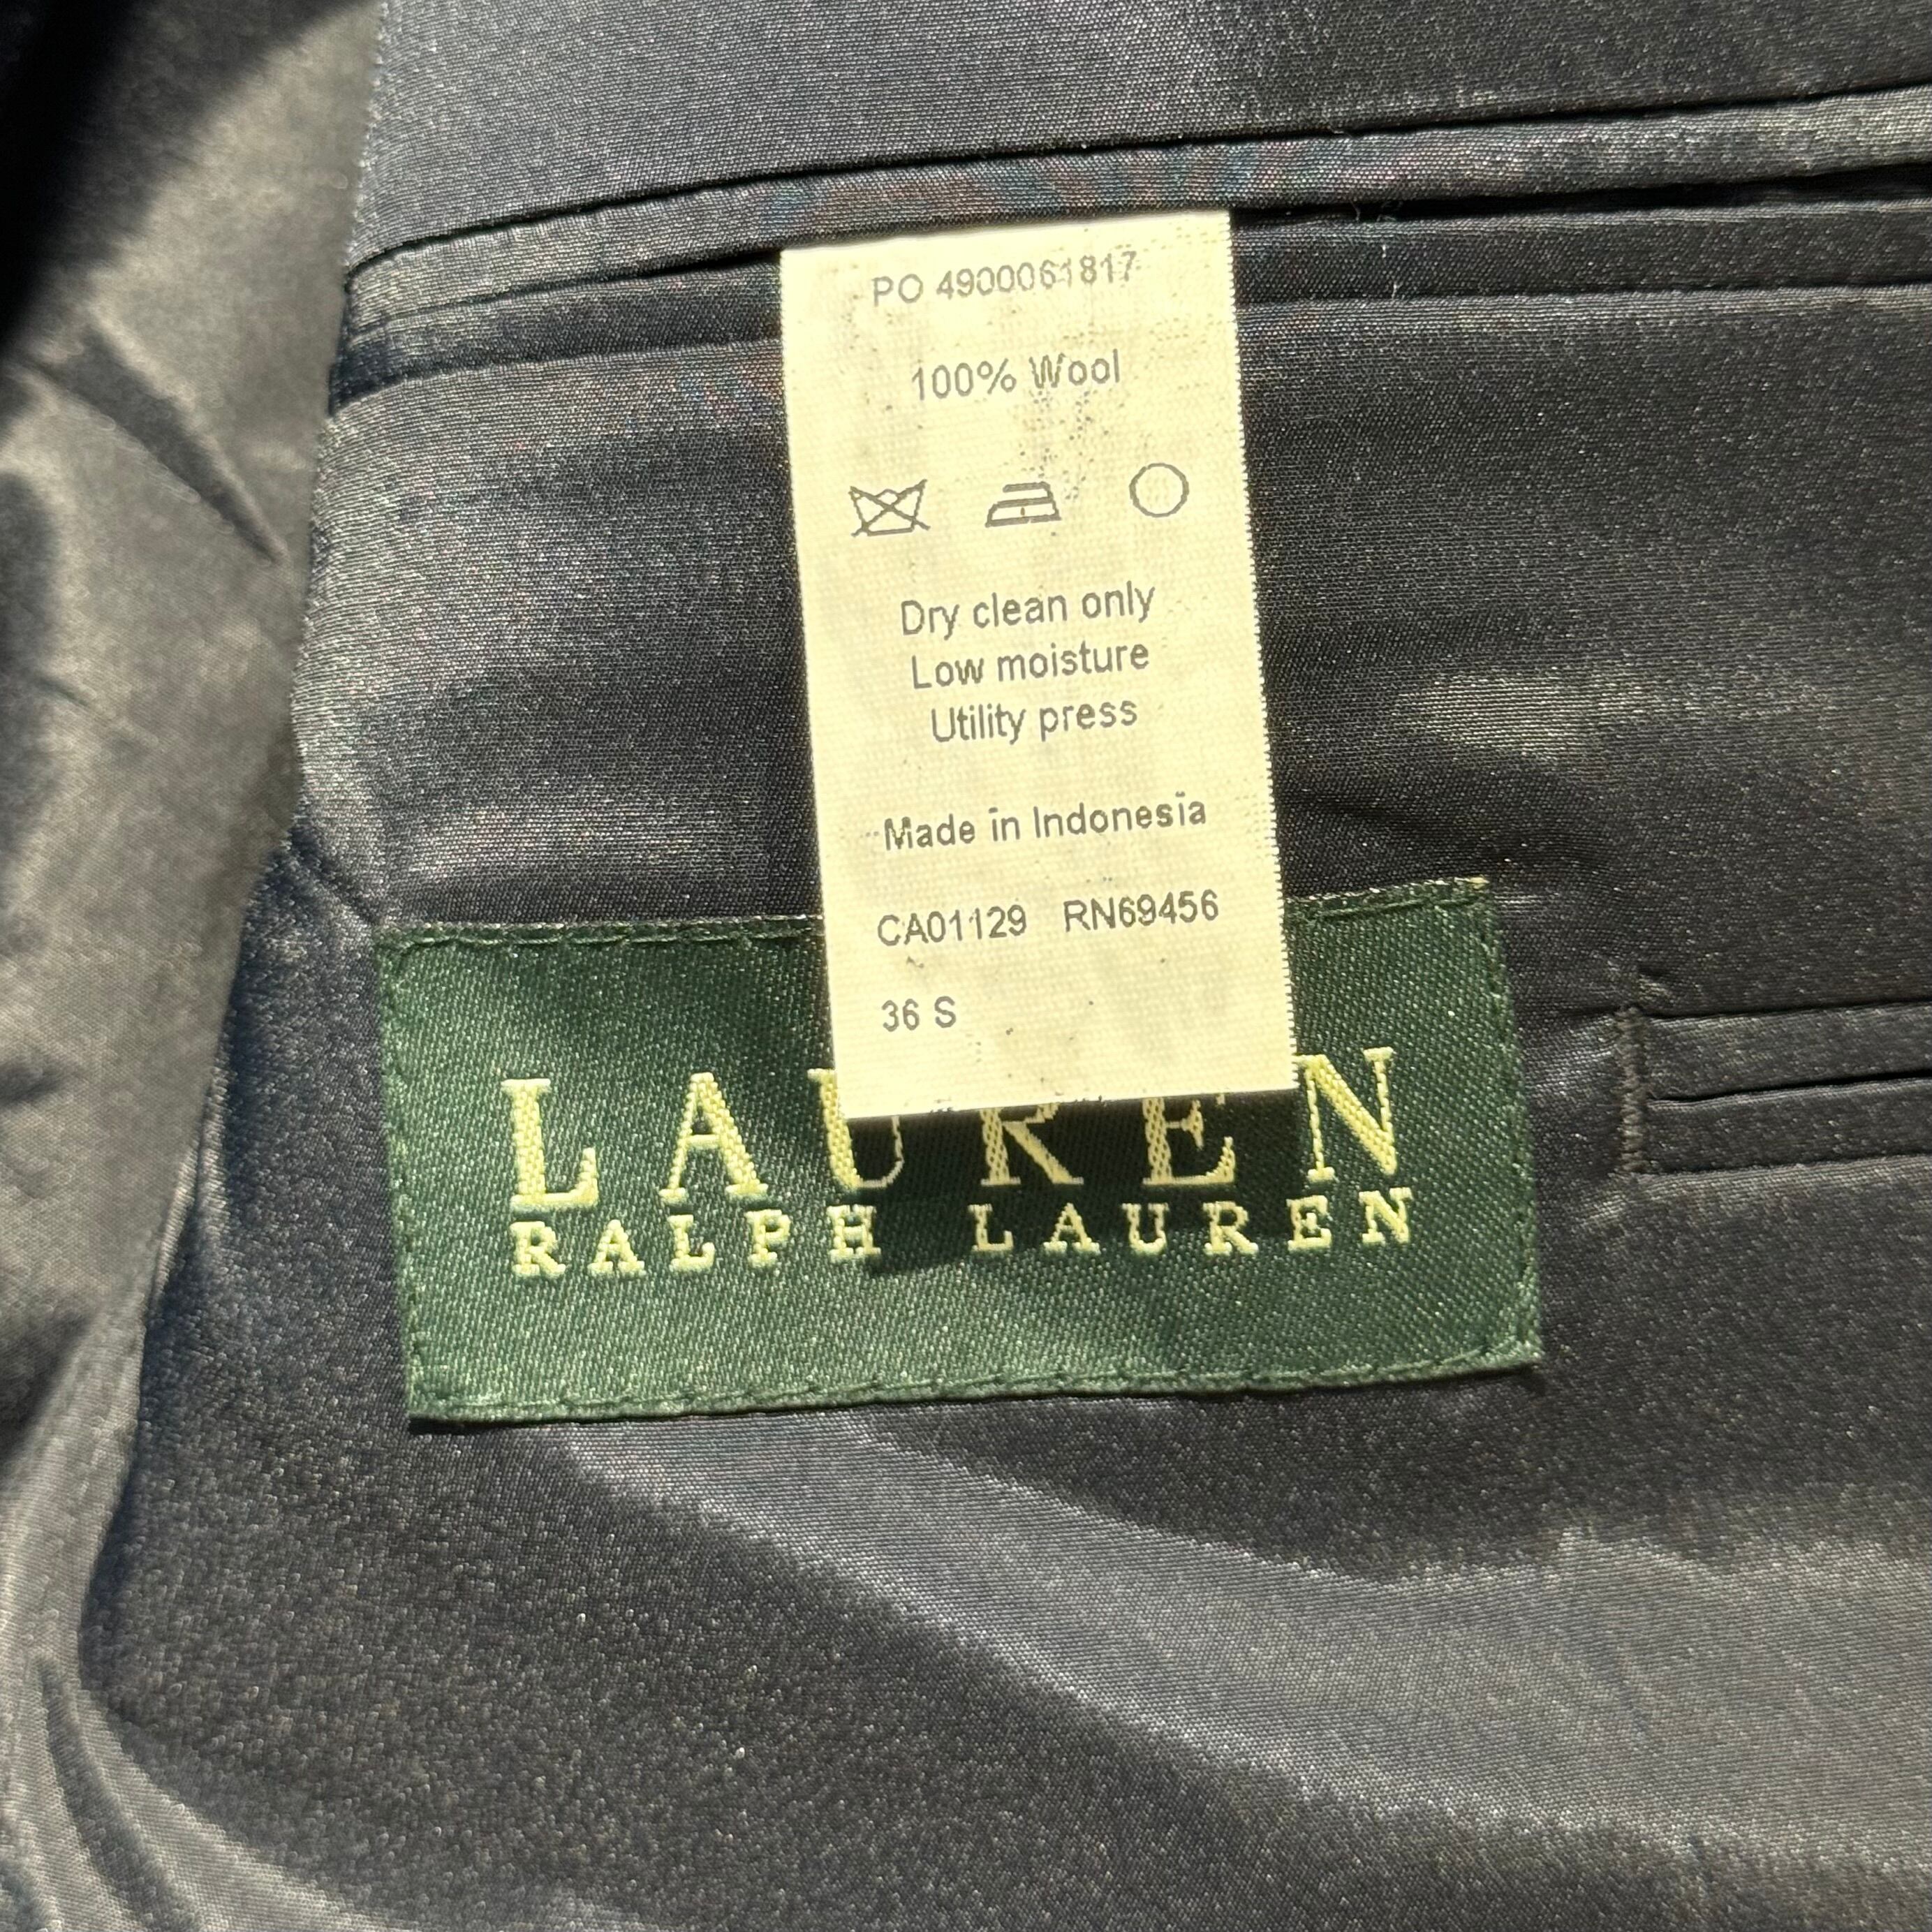 PO 4900061817
100% Wool
Dry clean only
Low moisture
Utility press
Made in Indonesia
CA01129 RN69456
36 S
LAUREN
RALPH LAUREN